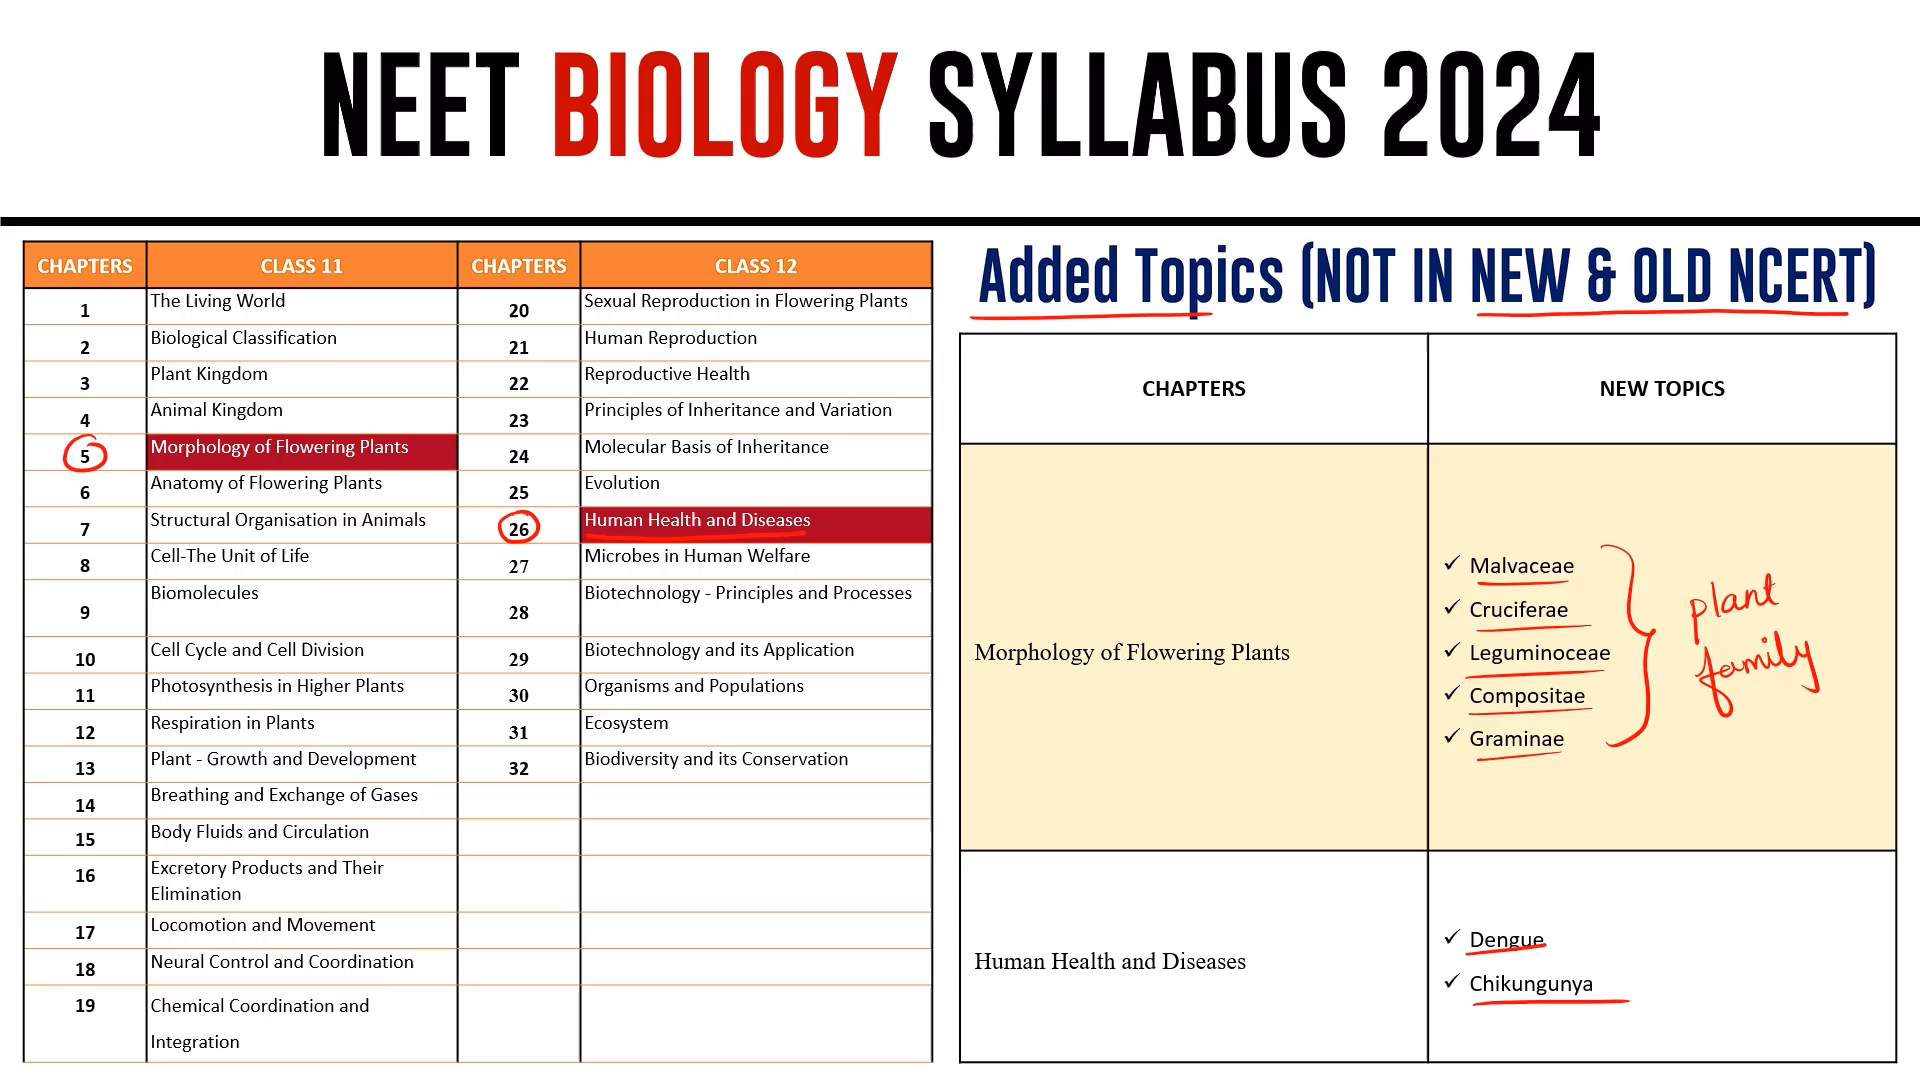 NEET BIOLOGY SYLLABUS 2024
CHAPTERS CLASS 11 CHAPTERS CLASS 12
1 The Living World 20 Sexual Reproduction in Flowering Plants
2 Biological Classification 21 Human Reproduction
3 Plant Kingdom 22 Reproductive Health
4 Animal Kingdom 23 Principles of Inheritance and Variation
5 Morphology of Flowering Plants 24 Molecular Basis of Inheritance
6 Anatomy of Flowering Plants 25 Evolution
7 Structural Organisation in Animals 26 Human Health and Diseases
8 Cell-The Unit of Life 27 Microbes in Human Welfare
9 Biomolecules 28 Biotechnology - Principles and Processes
10 Cell Cycle and Cell Division 29 Biotechnology and its Application
11 Photosynthesis in Higher Plants 30 Organisms and Populations
12 Respiration in Plants 31 Ecosystem
13 Plant - Growth and Development 32 Biodiversity and its Conservation
14 Breathing and Exchange of Gases
15 Body Fluids and Circulation
16 Excretory Products and Their
Elimination
17 Locomotion and Movement
18 Neural Control and Coordination
19 Chemical Coordination and
Integration
Added Topics (NOT IN NEW & OLD NCERT)
CHAPTERS NEW TOPICS
Morphology of Flowering Plants
✓ Malvaceae
✓ Cruciferae
✓ Leguminoceae
✓ Compositae
✓ Graminae
plant
family
Human Health and Diseases
✓ Dengue
✓ Chikungunya